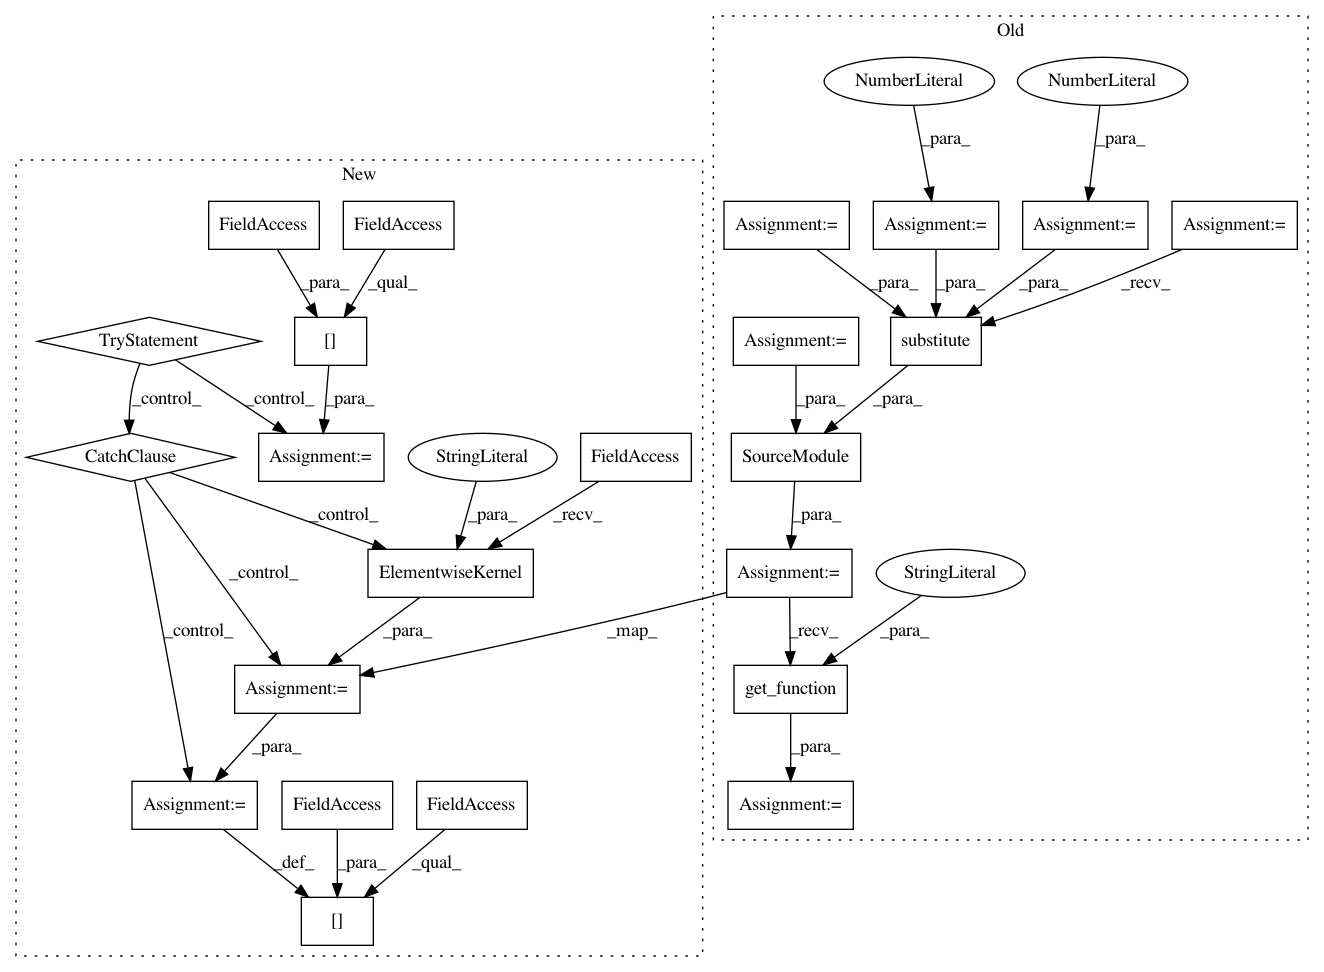 Old
NumberLiteral NumberLiteral
_para_ _para_
New
FieldAccess FieldAccess Assignment:= Assignment:= Assignment:= Assignment:=
_para_ _qual_ _para_ _para_ _para_ _recv_
TryStatement [] Assignment:= substitute
_control_ _control_ _para_ _para_ _para_
CatchClause Assignment:= StringLiteral FieldAccess SourceModule
_control_ _para_ _recv_ _para_
_control_ ElementwiseKernel Assignment:= StringLiteral
_control_ _para_ _map_ _recv_ _para_
Assignment:= get_function
_para_ _para_
Assignment:= FieldAccess FieldAccess Assignment:=
_def_ _para_ _qual_
[]